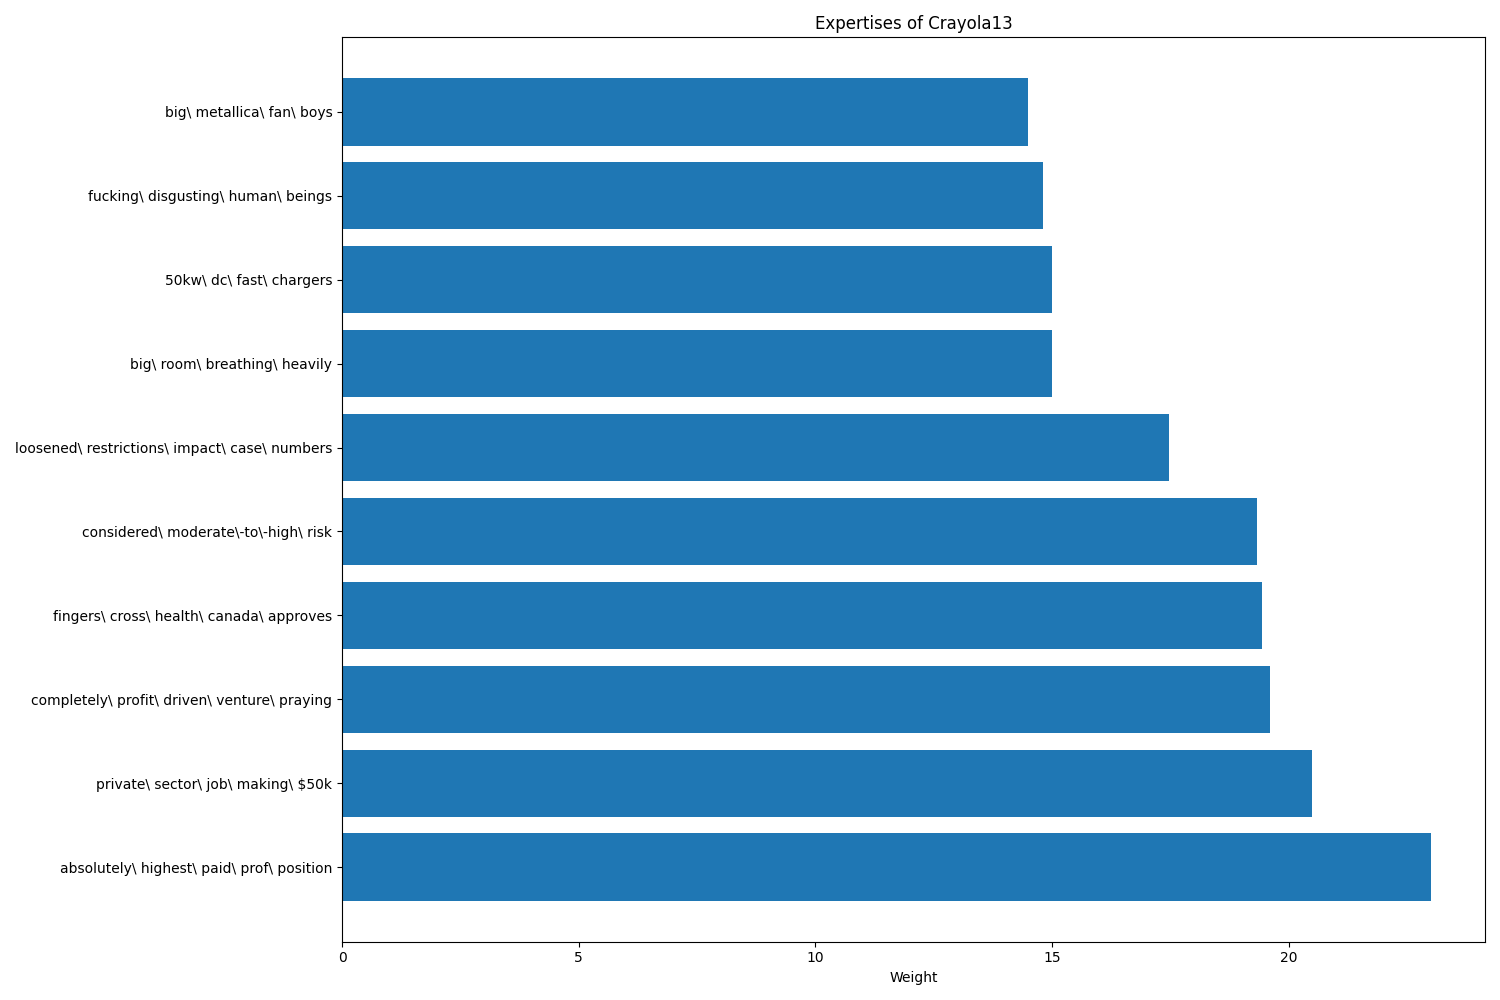 Expertises of Crayola13
big\ metallica\ fan\ boys
fucking\ disgusting\ human\ beings
50kw\ dc\ fast\ chargers
big\ room\ breathing\ heavily
loosened\ restrictions\ impact\ case\ numbers
considered\ moderate\-to\-high\ risk
fingers\ cross\ health\ canada\ approves
completely\ profit\ driven\ venture\ praying
private\ sector\ job\ making\ $50k
absolutely\ highest\ paid\ prof\ position
0 5 10 15 20
Weight